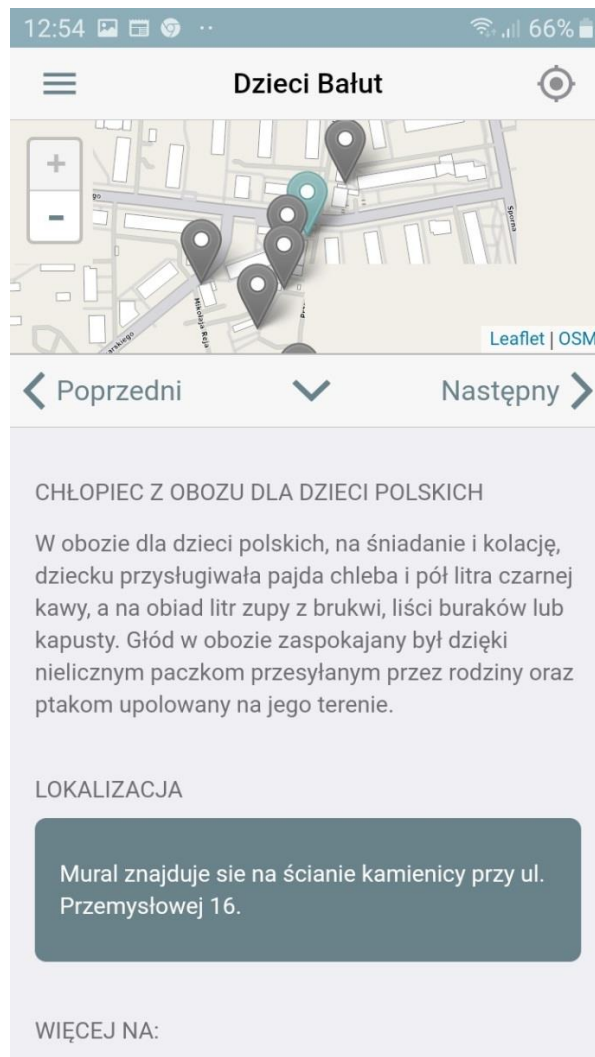 12:54
66%
Dzieci Bałut
+
-
Sporna
Mikołaja Reja
Leaflet | OSM
Poprzedni
Następny
CHŁOPIEC Z OBOZU DLA DZIECI POLSKICH
W obozie dla dzieci polskich, na śniadanie i kolację,
dziecku przysługiwała pajda chleba i pół litra czarnej
kawy, a na obiad litr zupy z brukwi, liści buraków lub
kapusty. Głód w obozie zaspokajany był dzięki
nielicznym paczkom przesyłanym przez rodziny oraz
ptakom upolowany na jego terenie.
LOKALIZACJA
Mural znajduje sie na ścianie kamienicy przy ul.
Przemysłowej 16.
WIĘCEJ NA: